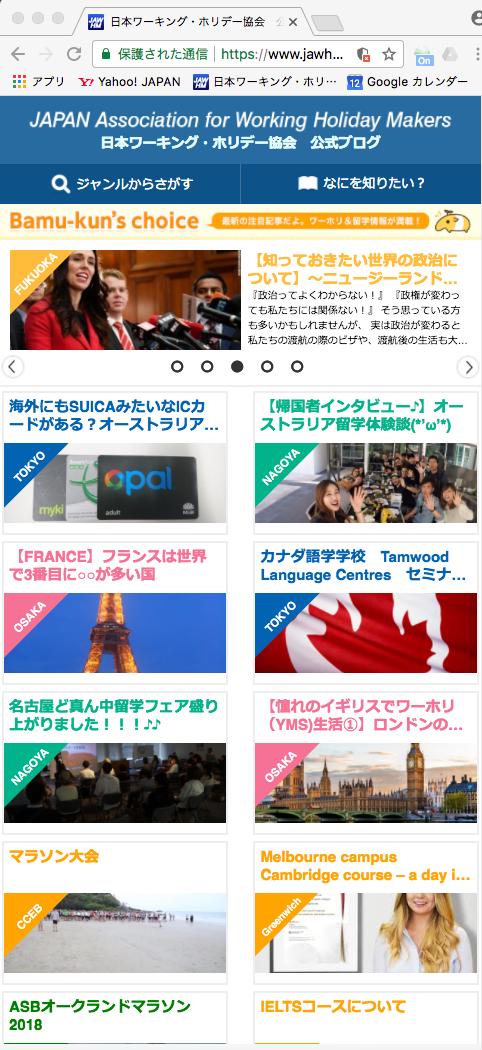 日本ワーキング・ホリデー協会
保護された通信
https://www.jawh...
On
アプリ
Yahoo! JAPAN
日本ワーキング・ホリ…
12
Google カレンダー
JAPAN Association for Working Holiday Makers
日本ワーキング・ホリデー協会 公式ブログ
ジャンルからさがす
なにを知りたい？
Bamu-kun's choice
最新の注目記事だよ。ワーホリ＆留学情報が満載！
FUKUOKA
【知っておきたい世界の政治に
ついて】～ニュージーランド…
『政治ってよくわからない！』『政権が変わっ
ても私たちには関係ない！』 そう思っている方
も多いかもしれませんが、 実は政治が変わると
私たちの渡航の際のビザや、渡航後の生活も大…
海外にもSUICAみたいなICカ
ードがある？オーストラリア…
TOKYO
myki
opal
adult
【帰国者インタビュー♪】オー
ストラリア留学体験談(*'ω'*)
NAGOYA
【FRANCE】フランスは世界
で3番目に○○が多い国
OSAKA
カナダ語学学校 Tamwood
Language Centres セミナ…
TOKYO
名古屋ど真ん中留学フェア盛り
上がりました！！！♪♪
NAGOYA
【憧れのイギリスでワーホリ
（YMS)生活①】ロンドンの…
OSAKA
マラソン大会
CCEB
Melbourne campus
Cambridge course – a day i…
Greenwich
ASBオークランドマラソン
2018
IELTSコースについて